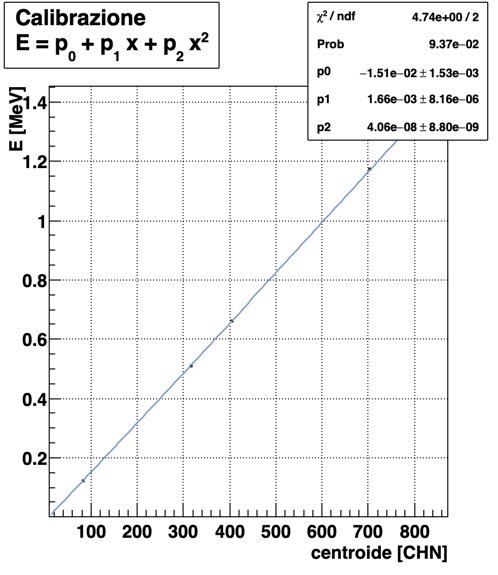 Calibrazione
E = p₀ + p₁ x + p₂ x²
χ² / ndf 4.74e+00 / 2
Prob 9.37e−02
p0 −1.51e−02 ± 1.53e−03
p1 1.66e−03 ± 8.16e−06
p2 4.06e−08 ± 8.80e−09
E [MeV]
1.4
1.2
1
0.8
0.6
0.4
0.2
100 200 300 400 500 600 700 800
centroide [CHN]